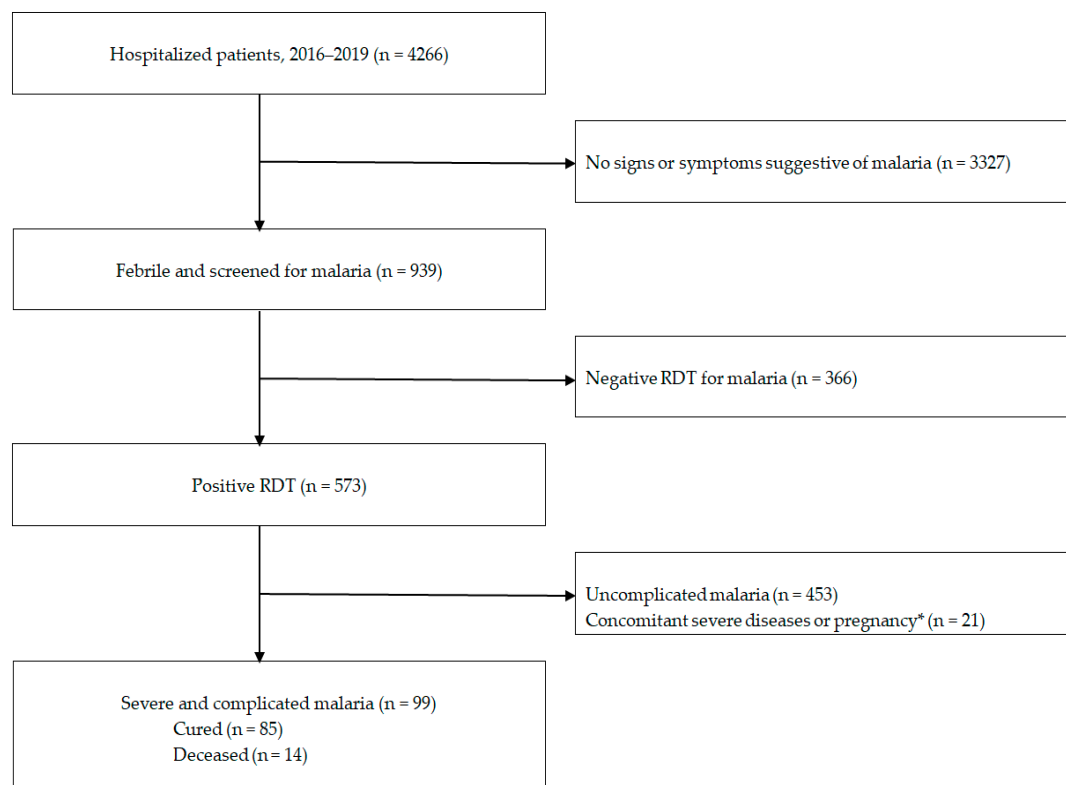 Hospitalized patients, 2016–2019 (n = 4266)
No signs or symptoms suggestive of malaria (n = 3327)
Febrile and screened for malaria (n = 939)
Negative RDT for malaria (n = 366)
Positive RDT (n = 573)
Uncomplicated malaria (n = 453)
Concomitant severe diseases or pregnancy* (n = 21)
Severe and complicated malaria (n = 99)
Cured (n = 85)
Deceased (n = 14)